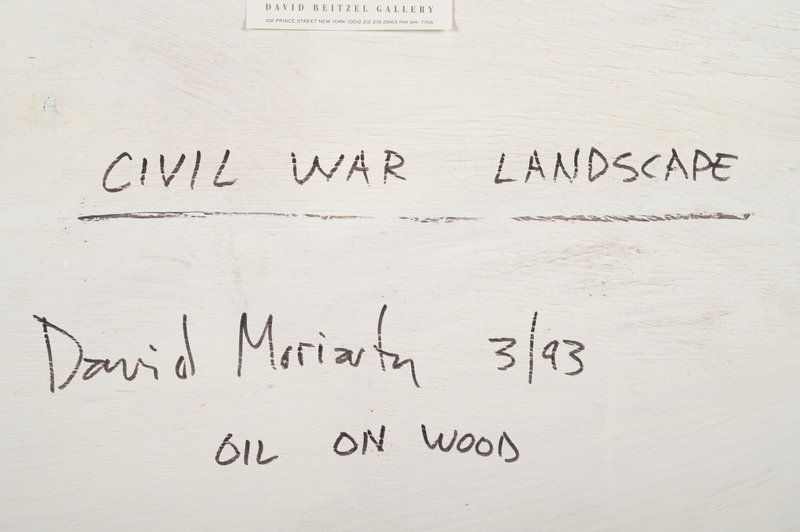 DAVID BEITZEL GALLERY
102 PRINCE STREET NEW YORK 10012 212 219 2863 FAX 941 7158
CIVIL WAR LANDSCAPE
David Moriarty 3/93
OIL ON WOOD